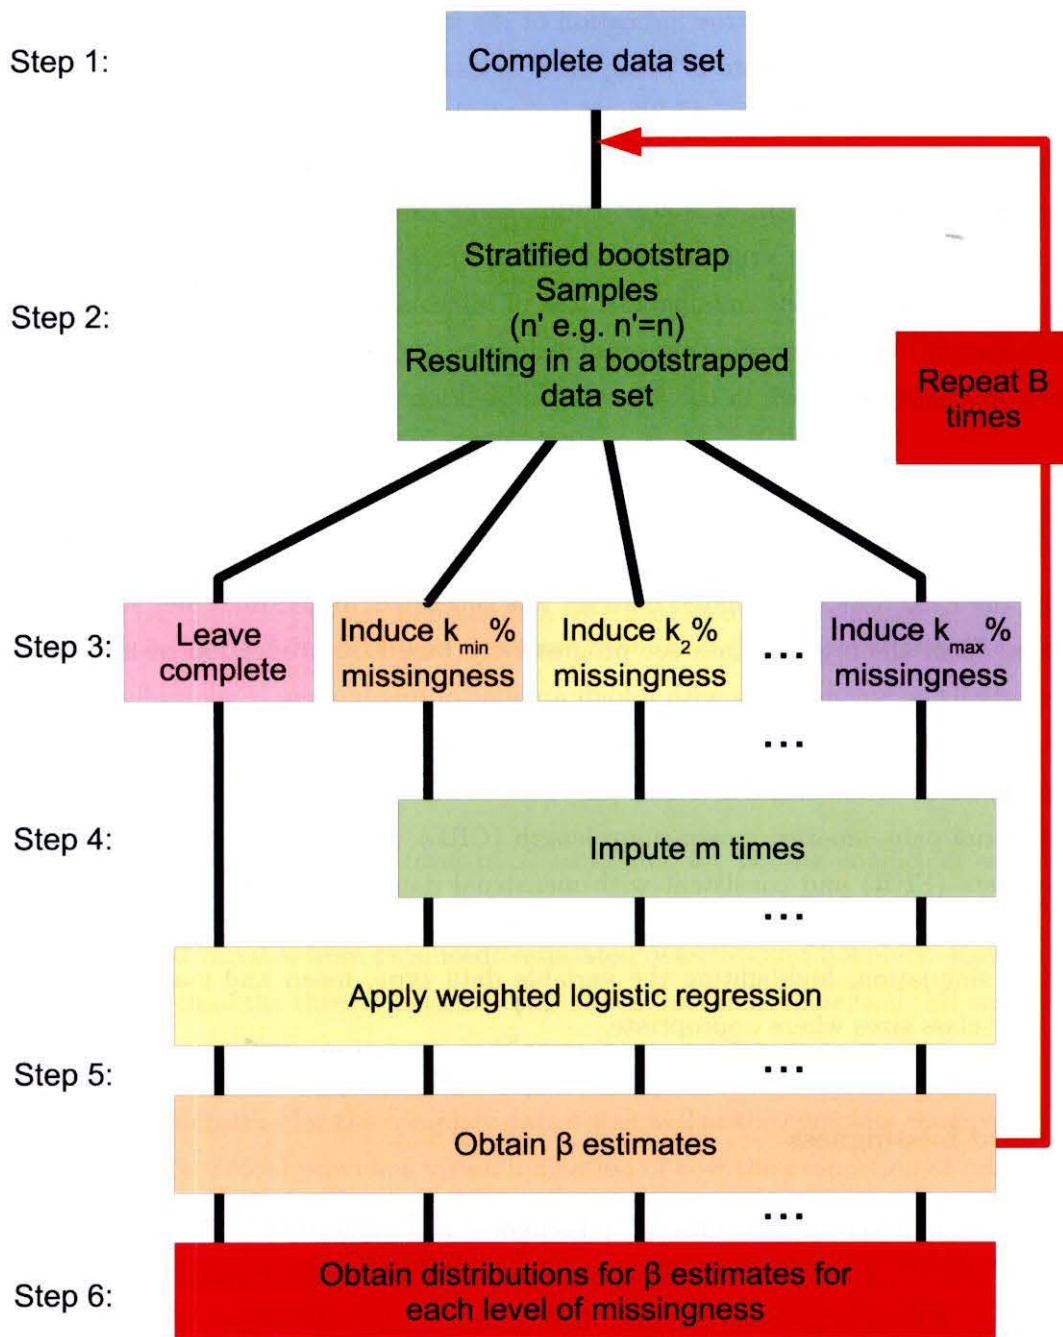 Step 1:
Complete data set
Step 2:
Stratified bootstrap
Samples
(n' e.g. n'=n)
Resulting in a bootstrapped
data set
Repeat B
times
Step 3:
Leave
complete
Induce k_min%
missingness
Induce k_2%
missingness
...
Induce k_max%
missingness
...
Step 4:
Impute m times
...
Apply weighted logistic regression
Step 5:
...
Obtain β estimates
...
Step 6:
Obtain distributions for β estimates for
each level of missingness